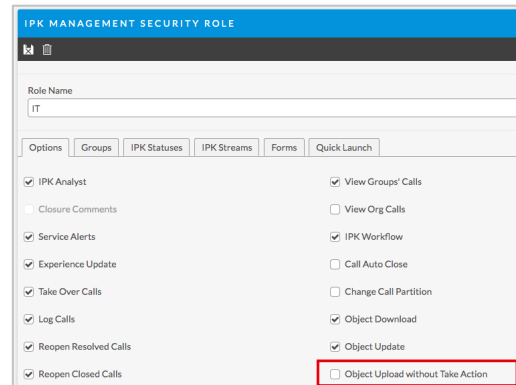 IPK MANAGEMENT SECURITY ROLE
Role Name
IT
Options Groups IPK Statuses IPK Streams Forms Quick Launch
IPK Analyst View Groups' Calls
Closure Comments View Org Calls
Service Alerts IPK Workflow
Experience Update Call Auto Close
Take Over Calls Change Call Partition
Log Calls Object Download
Reopen Resolved Calls Object Update
Reopen Closed Calls Object Upload without Take Action